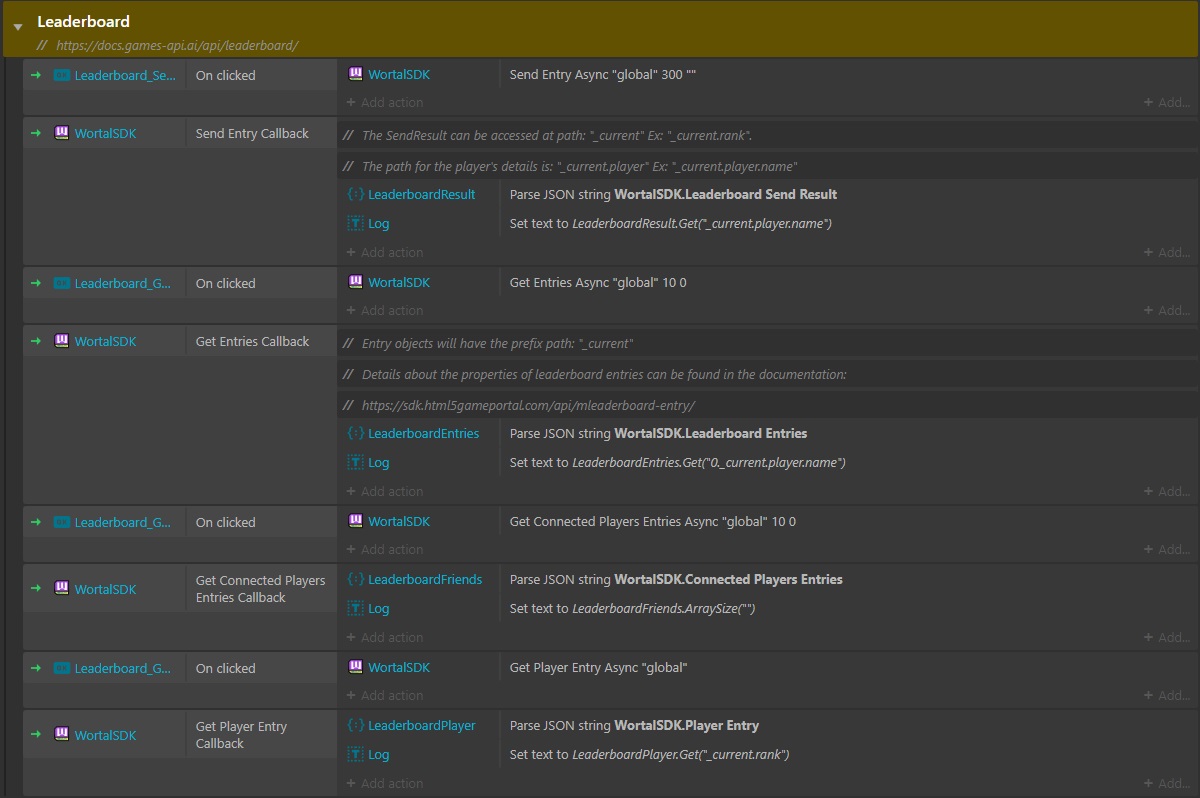 Leaderboard
// https://docs.games-api.ai/api/leaderboard/
Leaderboard_Se... On clicked WortalSDK Send Entry Async "global" 300 ""
+ Add action + Add...
WortalSDK Send Entry Callback // The SendResult can be accessed at path: "_current" Ex: "_current.rank".
// The path for the player's details is: "_current.player" Ex: "_current.player.name"
LeaderboardResult Parse JSON string WortalSDK.Leaderboard Send Result
Log Set text to LeaderboardResult.Get("_current.player.name")
+ Add action + Add...
Leaderboard_G... On clicked WortalSDK Get Entries Async "global" 10 0
+ Add action + Add...
WortalSDK Get Entries Callback // Entry objects will have the prefix path: "_current"
// Details about the properties of leaderboard entries can be found in the documentation:
// https://sdk.html5gameportal.com/api/mleaderboard-entry/
LeaderboardEntries Parse JSON string WortalSDK.Leaderboard Entries
Log Set text to LeaderboardEntries.Get("0._current.player.name")
+ Add action + Add...
Leaderboard_G... On clicked WortalSDK Get Connected Players Entries Async "global" 10 0
+ Add action + Add...
WortalSDK Get Connected Players Entries Callback LeaderboardFriends Parse JSON string WortalSDK.Connected Players Entries
Log Set text to LeaderboardFriends.ArraySize("")
+ Add action + Add...
Leaderboard_G... On clicked WortalSDK Get Player Entry Async "global"
+ Add action + Add...
WortalSDK Get Player Entry Callback LeaderboardPlayer Parse JSON string WortalSDK.Player Entry
Log Set text to LeaderboardPlayer.Get("_current.rank")
+ Add action + Add...